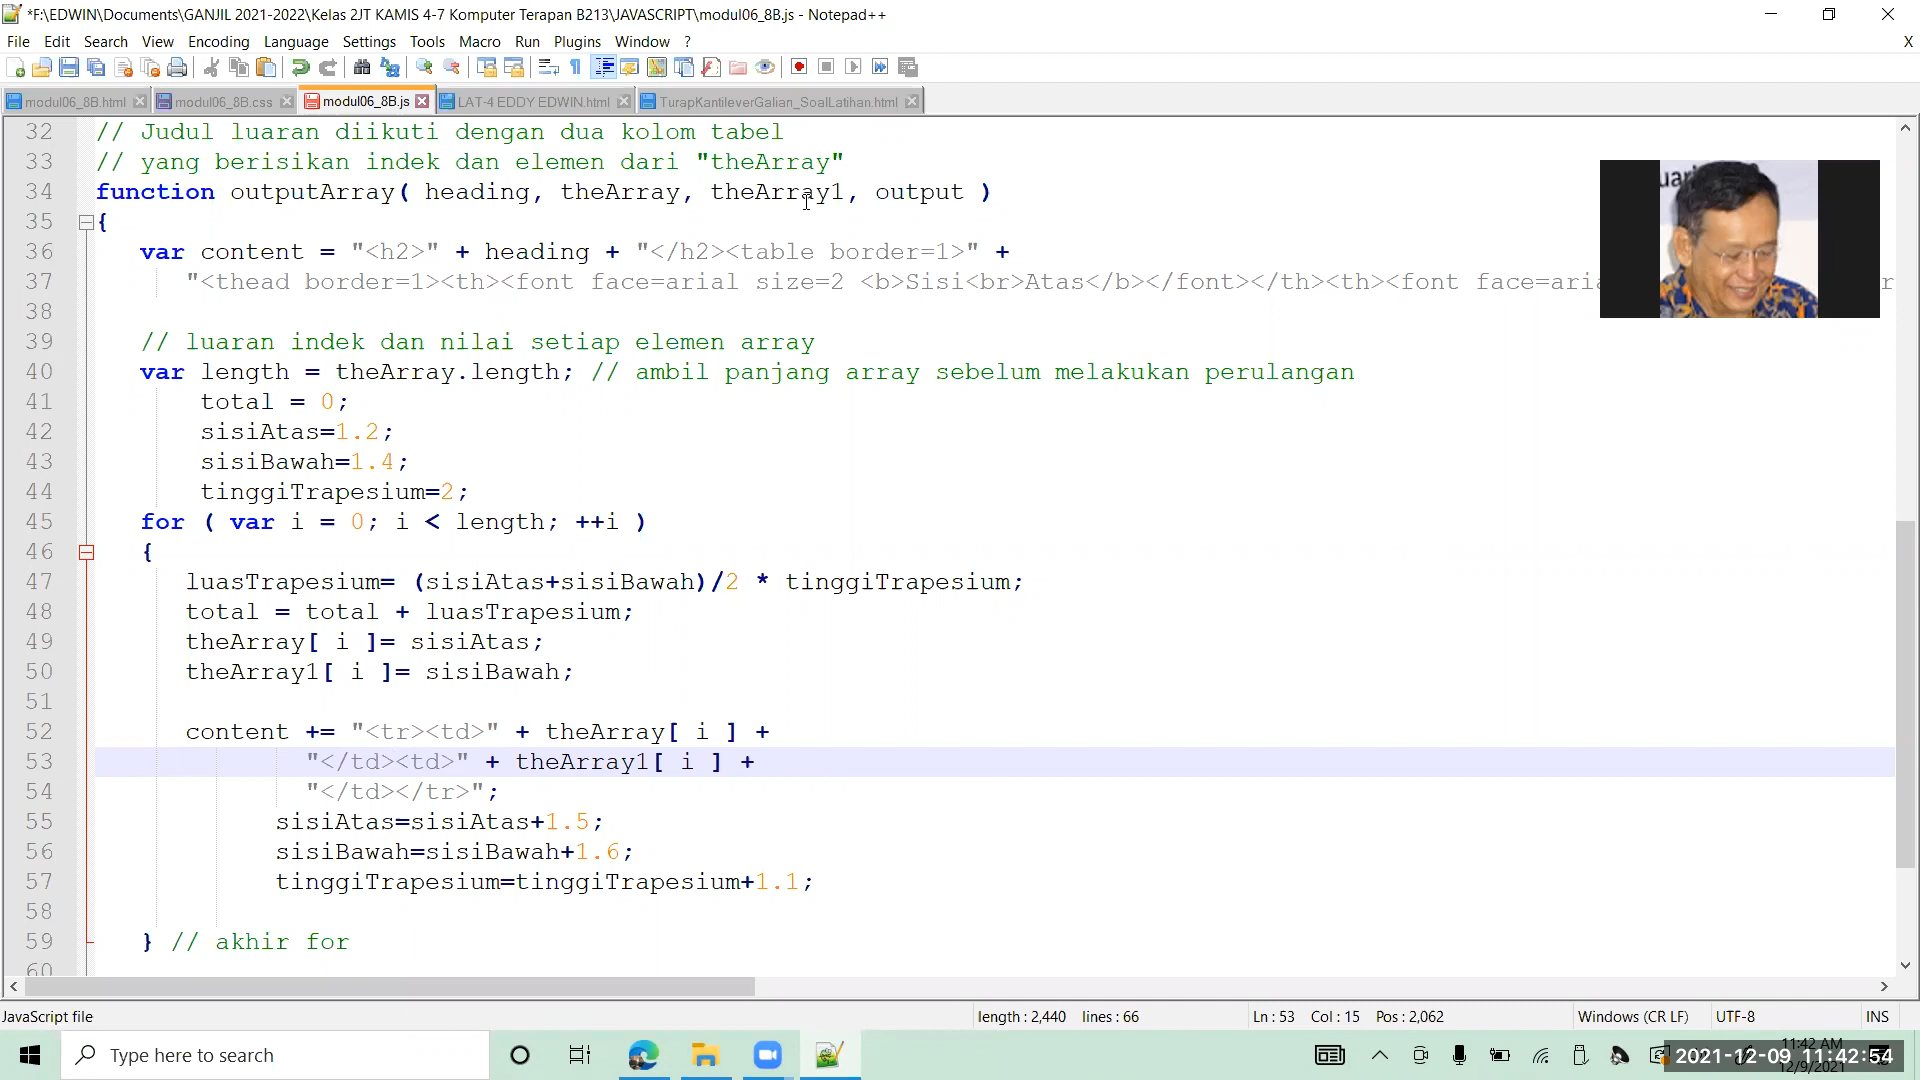 *F:\EDWIN\Documents\GANJIL 2021-2022\Kelas 2JT KAMIS 4-7 Komputer Terapan B213\JAVASCRIPT\modul06_8B.js - Notepad++
File Edit Search View Encoding Language Settings Tools Macro Run Plugins Window ? X
modul06_8B.html modul06_8B.css modul06_8B.js LAT-4 EDDY EDWIN.html TurapKantileverGalian_SoalLatihan.html
32 // Judul luaran diikuti dengan dua kolom tabel
33 // yang berisikan indek dan elemen dari "theArray"
34 function outputArray( heading, theArray, theArray1, output )
35 {
36 var content = "<h2>" + heading + "</h2><table border=1>" +
37 "<thead border=1><th><font face=arial size=2 <b>Sisi<br>Atas</b></font></th><th><font face=aria r
38
39 // luaran indek dan nilai setiap elemen array
40 var length = theArray.length; // ambil panjang array sebelum melakukan perulangan
41 total = 0;
42 sisiAtas=1.2;
43 sisiBawah=1.4;
44 tinggiTrapesium=2;
45 for ( var i = 0; i < length; ++i )
46 {
47 luasTrapesium= (sisiAtas+sisiBawah)/2 * tinggiTrapesium;
48 total = total + luasTrapesium;
49 theArray[ i ]= sisiAtas;
50 theArray1[ i ]= sisiBawah;
51
52 content += "<tr><td>" + theArray[ i ] +
53 "</td><td>" + theArray1[ i ] +
54 "</td></tr>";
55 sisiAtas=sisiAtas+1.5;
56 sisiBawah=sisiBawah+1.6;
57 tinggiTrapesium=tinggiTrapesium+1.1;
58
59 } // akhir for
60
JavaScript file length : 2,440 lines : 66 Ln : 53 Col : 15 Pos : 2,062 Windows (CR LF) UTF-8 INS
Type here to search
11:42 AM
2021-12-09 11:42:54
12/9/2021